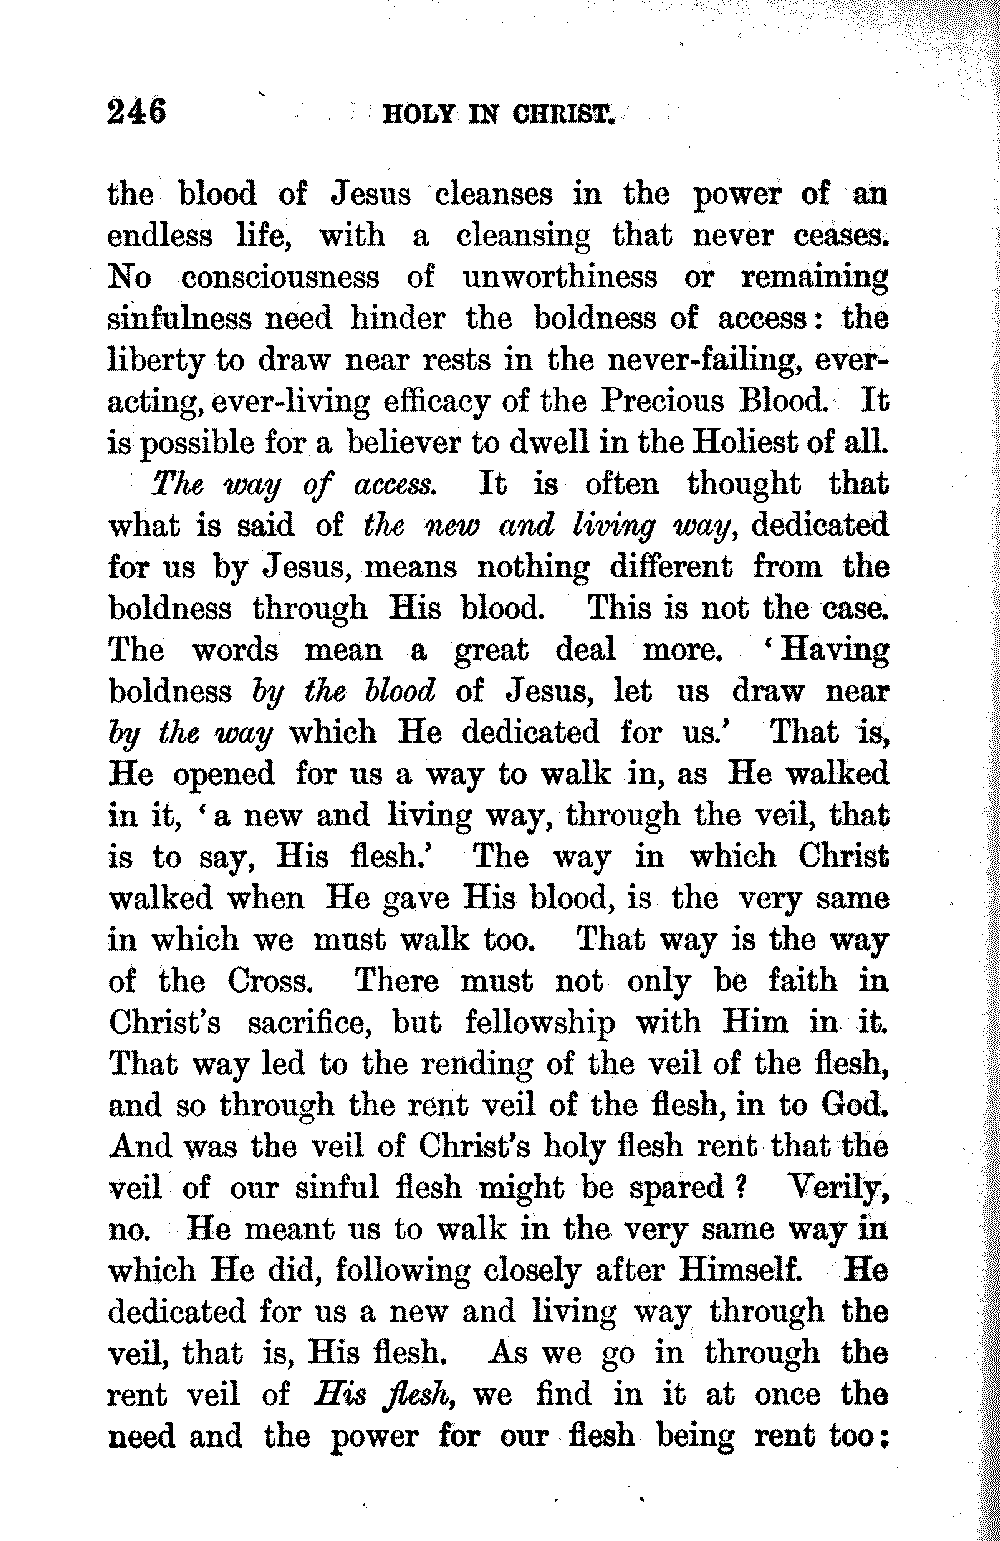 246 HOLY IN CHRIST.
the blood of Jesus cleanses in the power of an
endless life, with a cleansing that never ceases.
No consciousness of unworthiness or remaining
sinfulness need hinder the boldness of access: the
liberty to draw near rests in the never-failing, ever-
acting, ever-living efficacy of the Precious Blood. It
is possible for a believer to dwell in the Holiest of all.
The way of access. It is often thought that
what is said of the new and living way, dedicated
for us by Jesus, means nothing different from the
boldness through His blood. This is not the case.
The words mean a great deal more. ‘Having
boldness by the blood of Jesus, let us draw near
by the way which He dedicated for us.’ That is,
He opened for us a way to walk in, as He walked
in it, ‘a new and living way, through the veil, that
is to say, His flesh.’ The way in which Christ
walked when He gave His blood, is the very same
in which we must walk too. That way is the way
of the Cross. There must not only be faith in
Christ’s sacrifice, but fellowship with Him in it.
That way led to the rending of the veil of the flesh,
and so through the rent veil of the flesh, in to God.
And was the veil of Christ’s holy flesh rent that the
veil of our sinful flesh might be spared? Verily,
no. He meant us to walk in the very same way in
which He did, following closely after Himself. He
dedicated for us a new and living way through the
veil, that is, His flesh. As we go in through the
rent veil of His flesh, we find in it at once the
need and the power for our flesh being rent too: